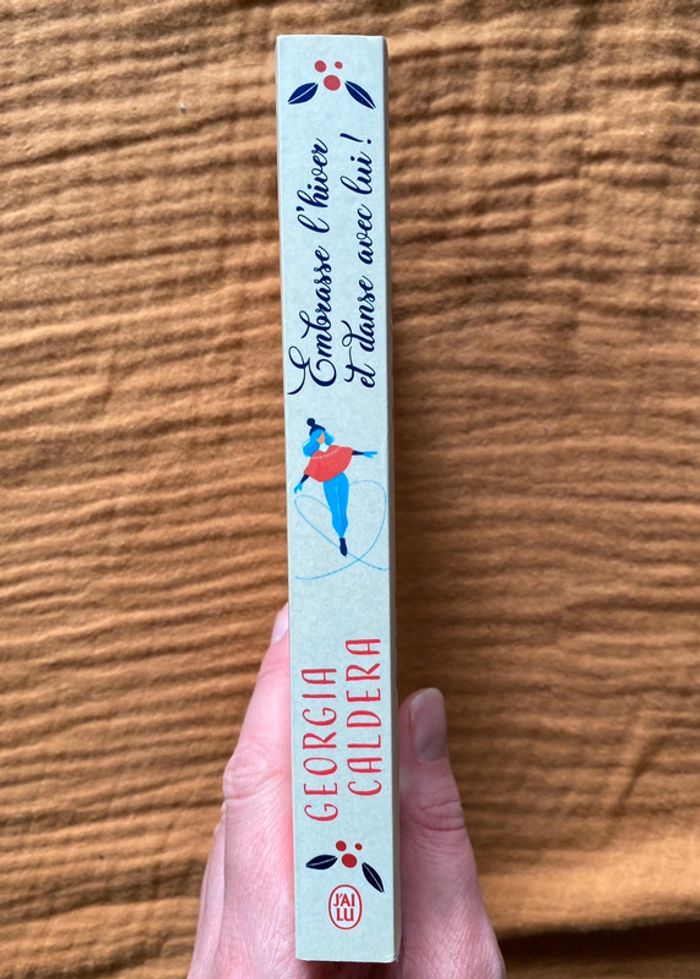 Embrasse l'hiver
et danse avec lui !
GEORGIA
CALDERA
J'AI
LU